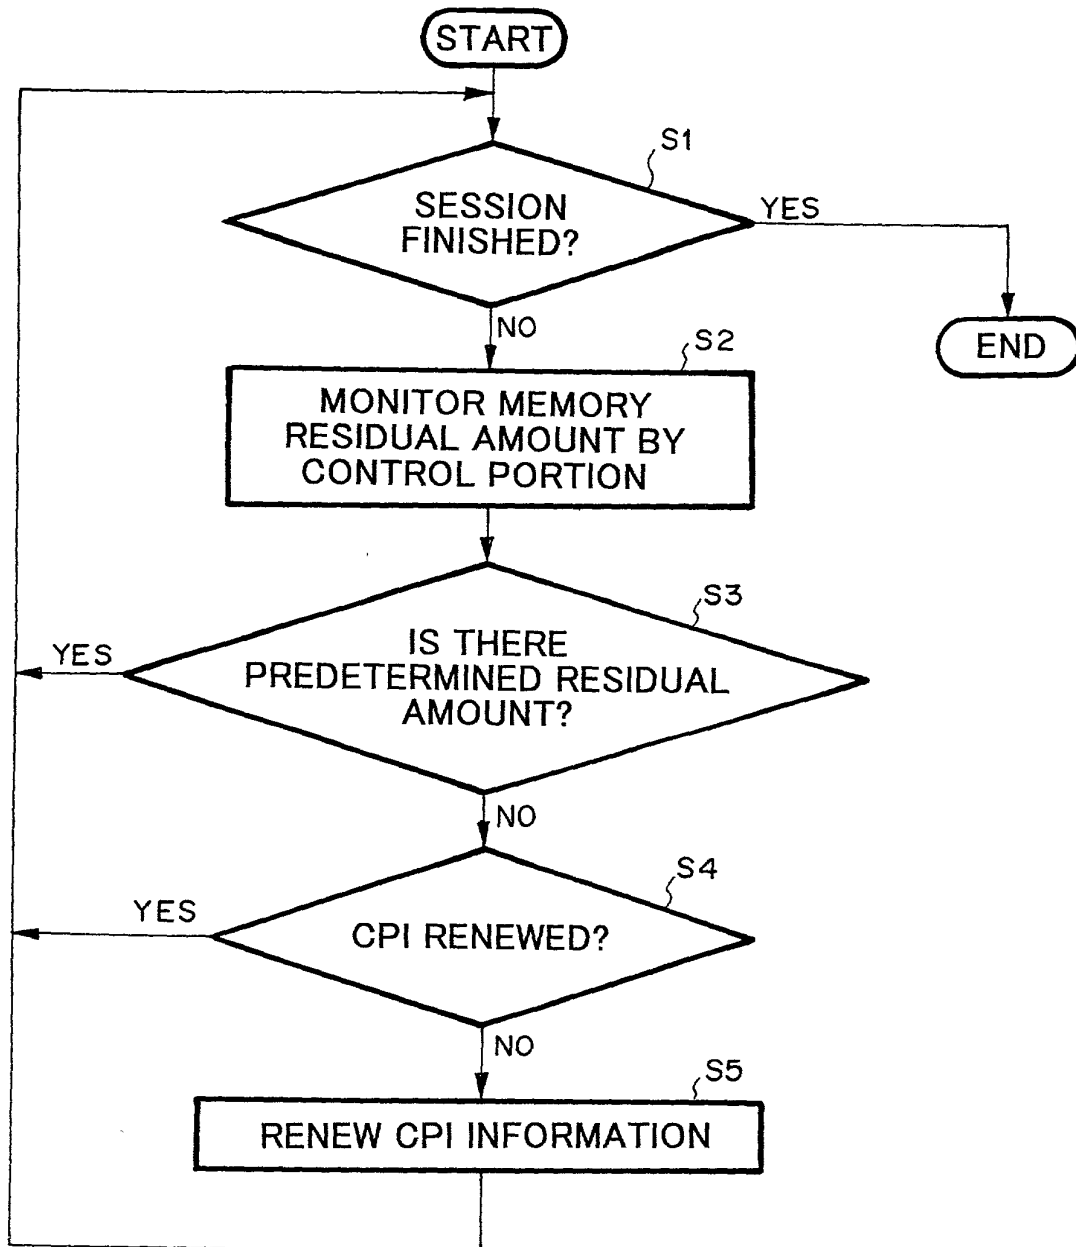 START
S1
SESSION
FINISHED?
YES
NO
END
S2
MONITOR MEMORY
RESIDUAL AMOUNT BY
CONTROL PORTION
S3
IS THERE
PREDETERMINED RESIDUAL
AMOUNT?
YES
NO
S4
CPI RENEWED?
YES
NO
S5
RENEW CPI INFORMATION